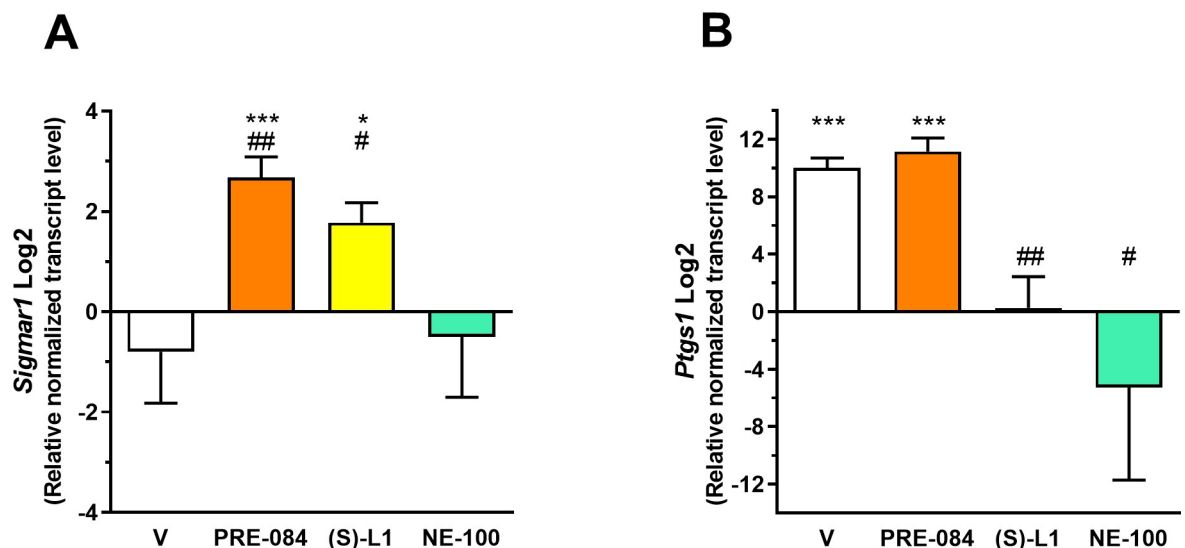 A
Sigmar1 Log2
(Relative normalized transcript level)
4
2
0
-2
-4
***
##
*
#
V PRE-084 (S)-L1 NE-100
B
Ptgs1 Log2
(Relative normalized transcript level)
12
8
4
0
-4
-8
-12
***
***
##
#
V PRE-084 (S)-L1 NE-100